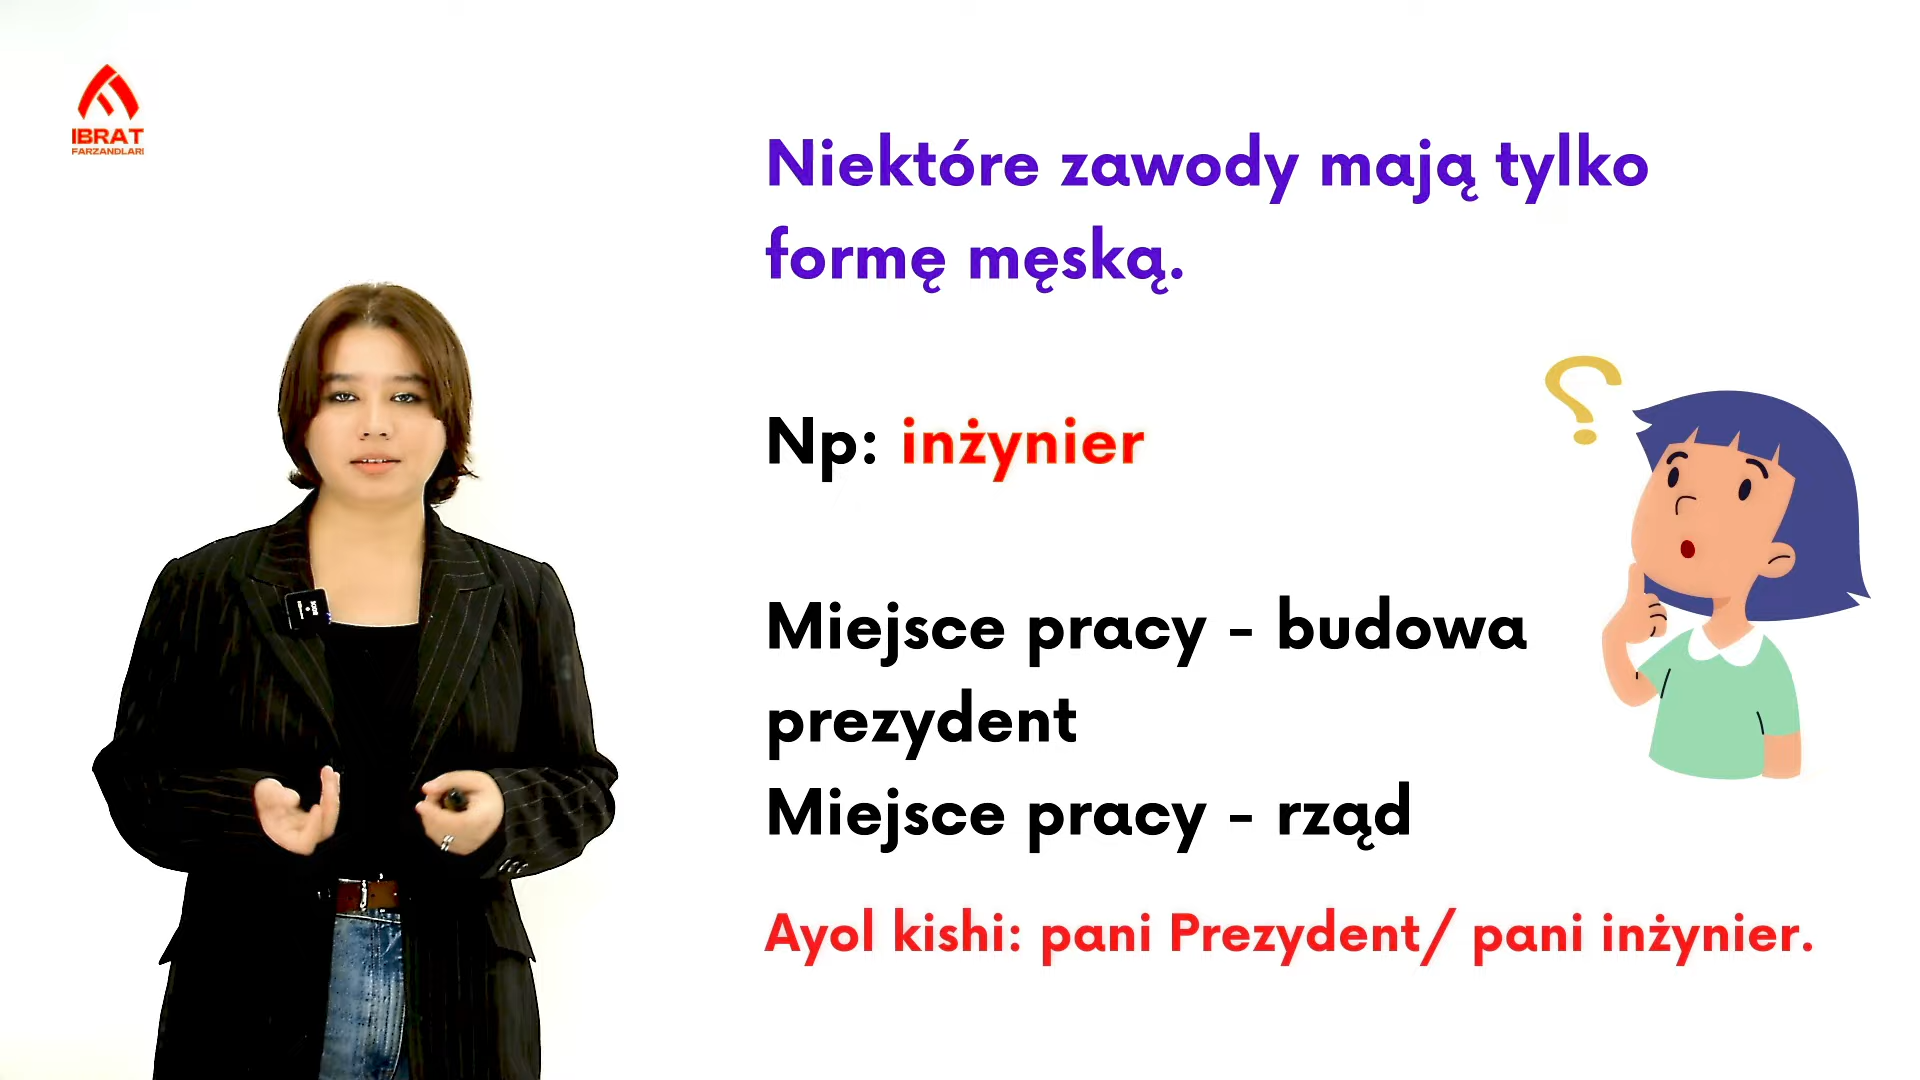 IBRAT
FARZANDLARI
Niektóre zawody mają tylko
formę męską.
Np: inżynier
Miejsce pracy - budowa
prezydent
Miejsce pracy - rząd
Ayol kishi: pani Prezydent/ pani inżynier.